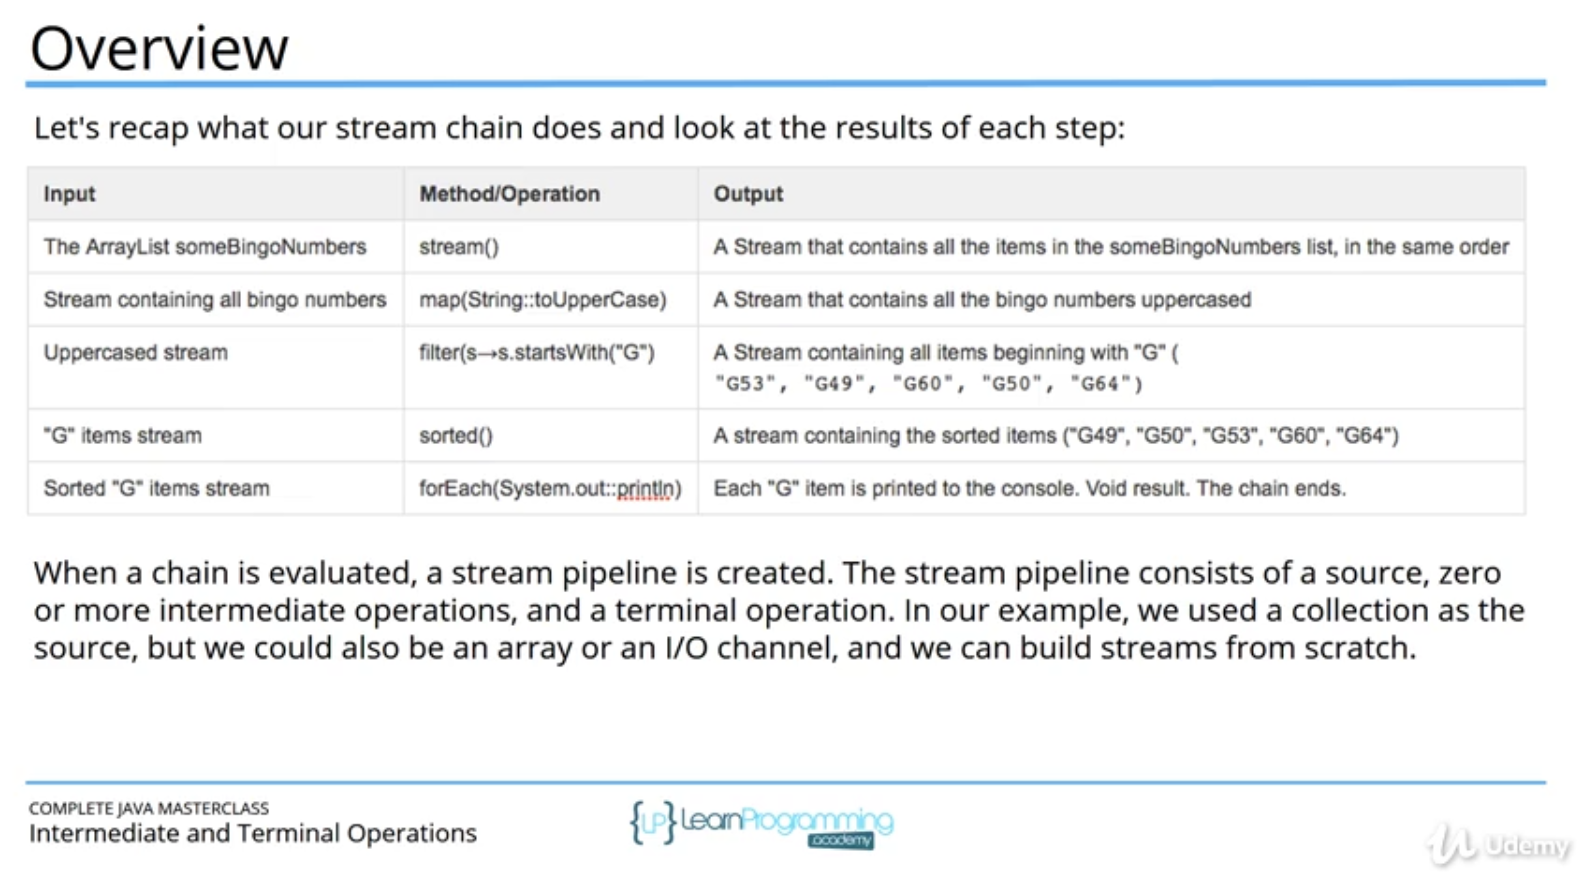 Overview
Let's recap what our stream chain does and look at the results of each step:
Input Method/Operation Output
The ArrayList someBingoNumbers stream() A Stream that contains all the items in the someBingoNumbers list, in the same order
Stream containing all bingo numbers map(String::toUpperCase) A Stream that contains all the bingo numbers uppercased
Uppercased stream filter(s→s.startsWith("G") A Stream containing all items beginning with "G" (
"G53", "G49", "G60", "G50", "G64")
"G" items stream sorted() A stream containing the sorted items ("G49", "G50", "G53", "G60", "G64")
Sorted "G" items stream forEach(System.out::println) Each "G" item is printed to the console. Void result. The chain ends.
When a chain is evaluated, a stream pipeline is created. The stream pipeline consists of a source, zero
or more intermediate operations, and a terminal operation. In our example, we used a collection as the
source, but we could also be an array or an I/O channel, and we can build streams from scratch.
COMPLETE JAVA MASTERCLASS
Intermediate and Terminal Operations
{LP} LearnProgramming
academy
Udemy